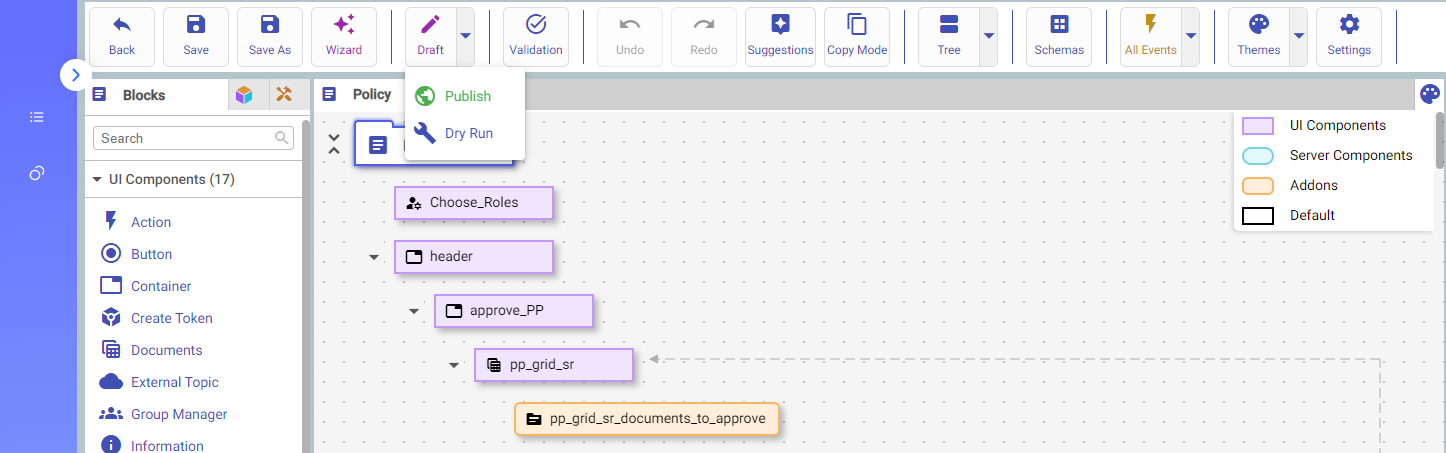 Back
Save
Save As
Wizard
Draft
Validation
Undo
Redo
Suggestions
Copy Mode
Tree
Schemas
All Events
Themes
Settings
Publish
Dry Run
Blocks
Search
UI Components (17)
Action
Button
Container
Create Token
Documents
External Topic
Group Manager
Information
Policy
Choose_Roles
header
approve_PP
pp_grid_sr
pp_grid_sr_documents_to_approve
UI Components
Server Components
Addons
Default